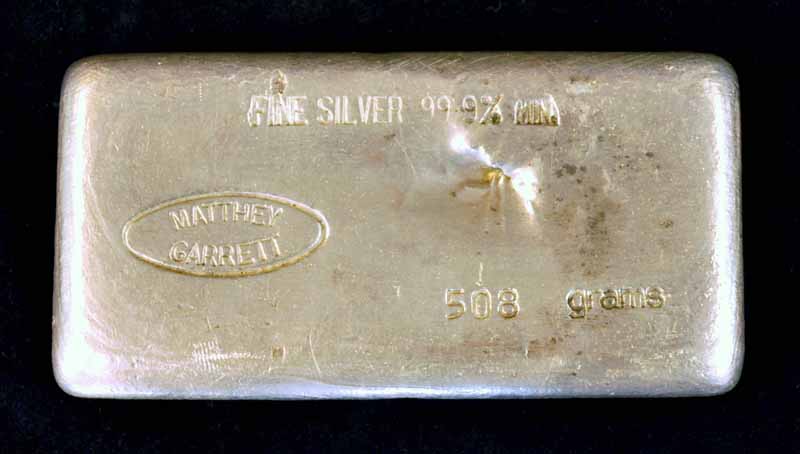 FINE SILVER 99.9% MIN.
MATTHEY
GARRETT
508 grams